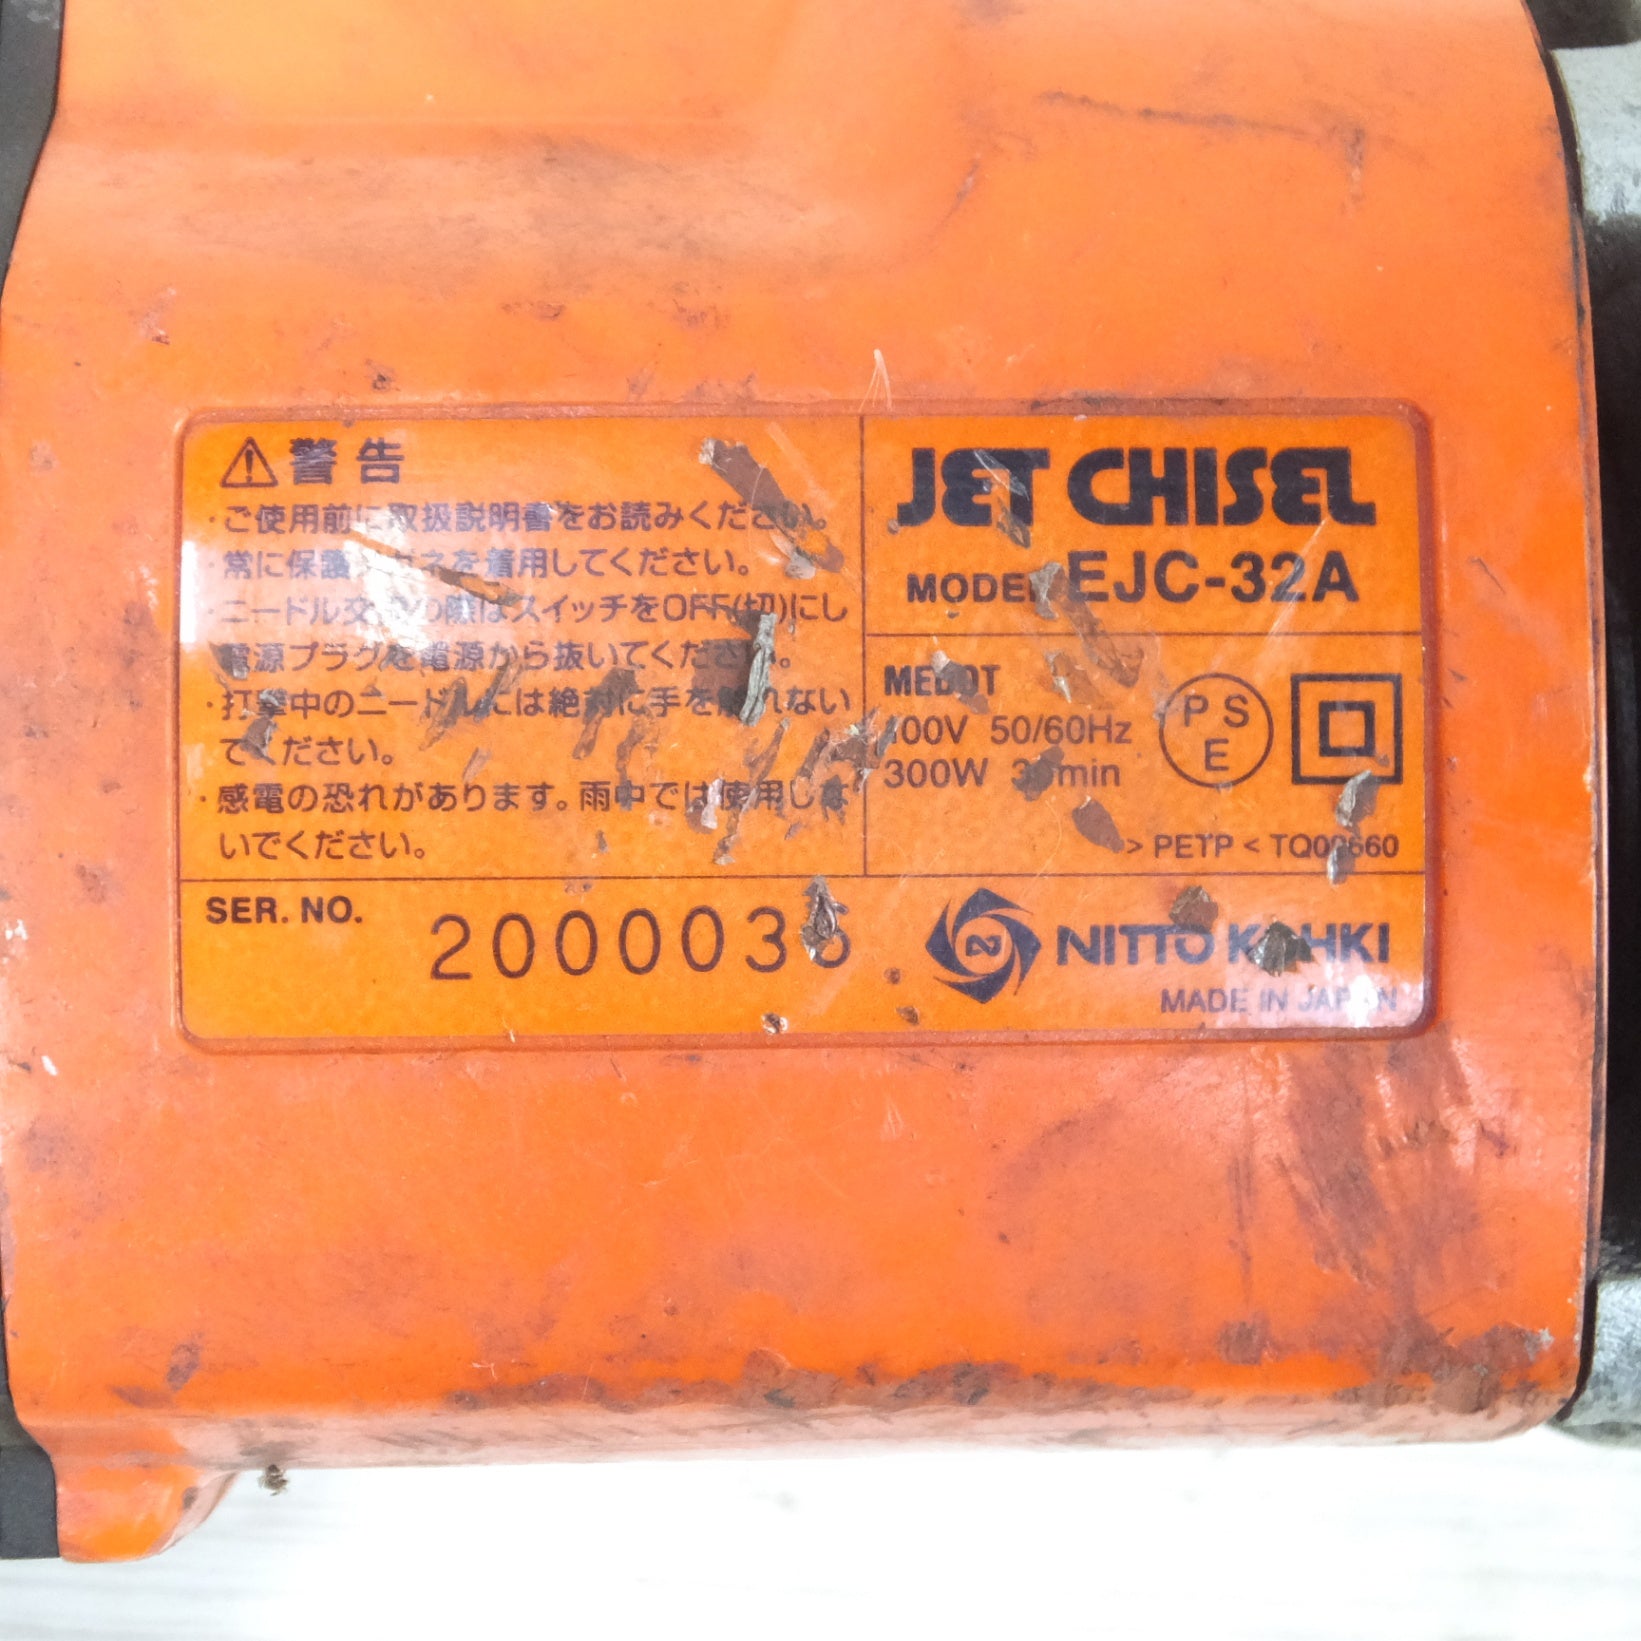 警告
・ご使用前に取扱説明書をお読みください。
・常に保護メガネを着用してください。
・ニードル交換の際はスイッチをOFF(切)にし
電源プラグを電源から抜いてください。
・打撃中のニードルには絶対に手を触れない
でください。
・感電の恐れがあります。雨中では使用しな
いでください。
JET CHISEL
MODEL EJC-32A
100V 50/60Hz
300W 30min
P S
E
> PETP <
SER. NO.
NITTO KOHKI
MADE IN JAPAN